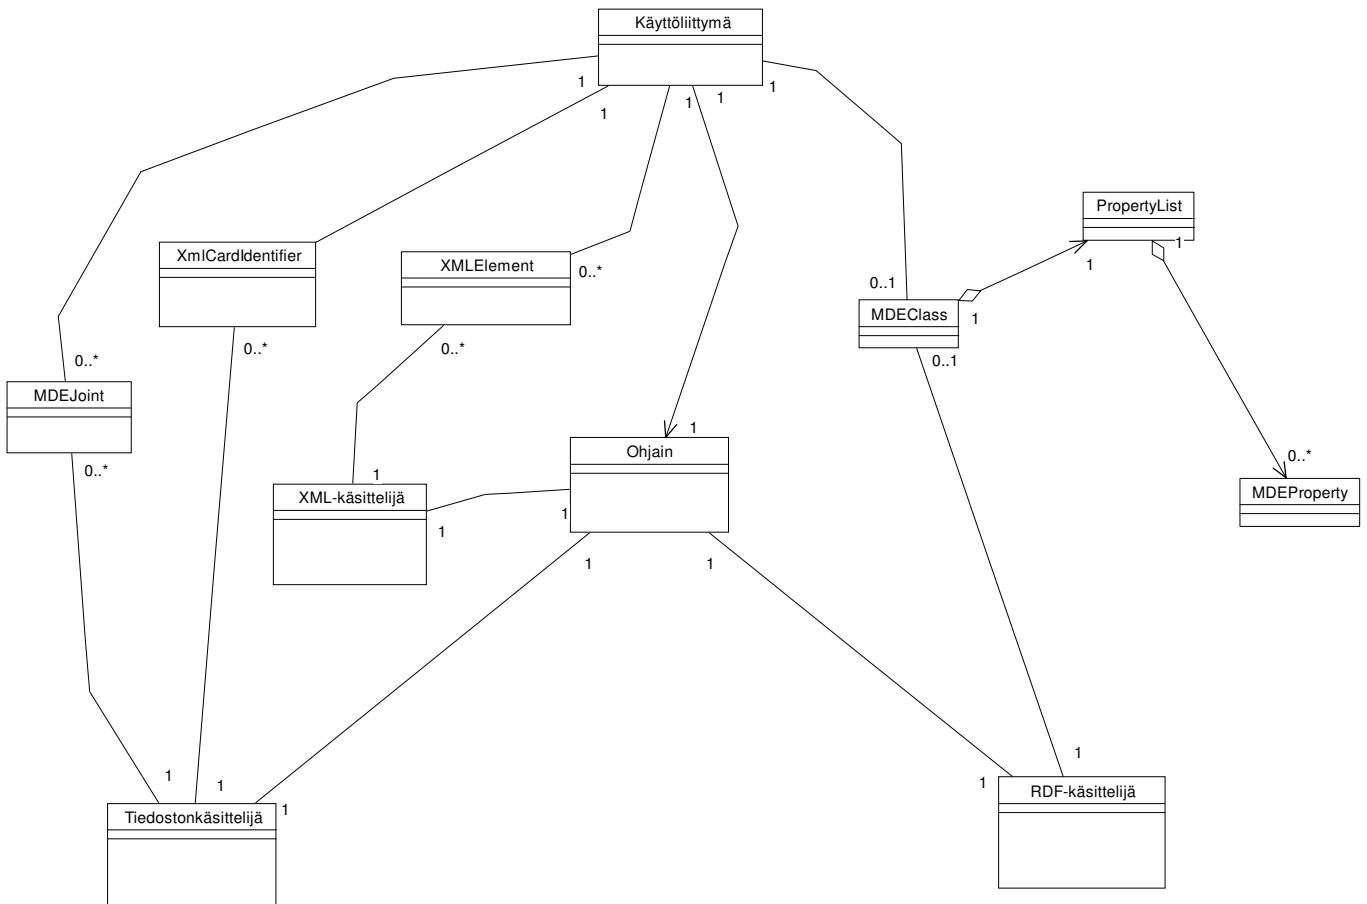 Käyttöliittymä
1
1
1
1
1
PropertyList
1
1
XmlCardIdentifier
XMLElement
0..*
0..1
MDEClass
1
0..*
0..*
0..*
0..1
MDEJoint
0..*
1
Ohjain
0..*
MDEProperty
1
XML-käsittelijä
1
1
1
1
1
1
1
1
1
Tiedostonkäsittelijä
RDF-käsittelijä